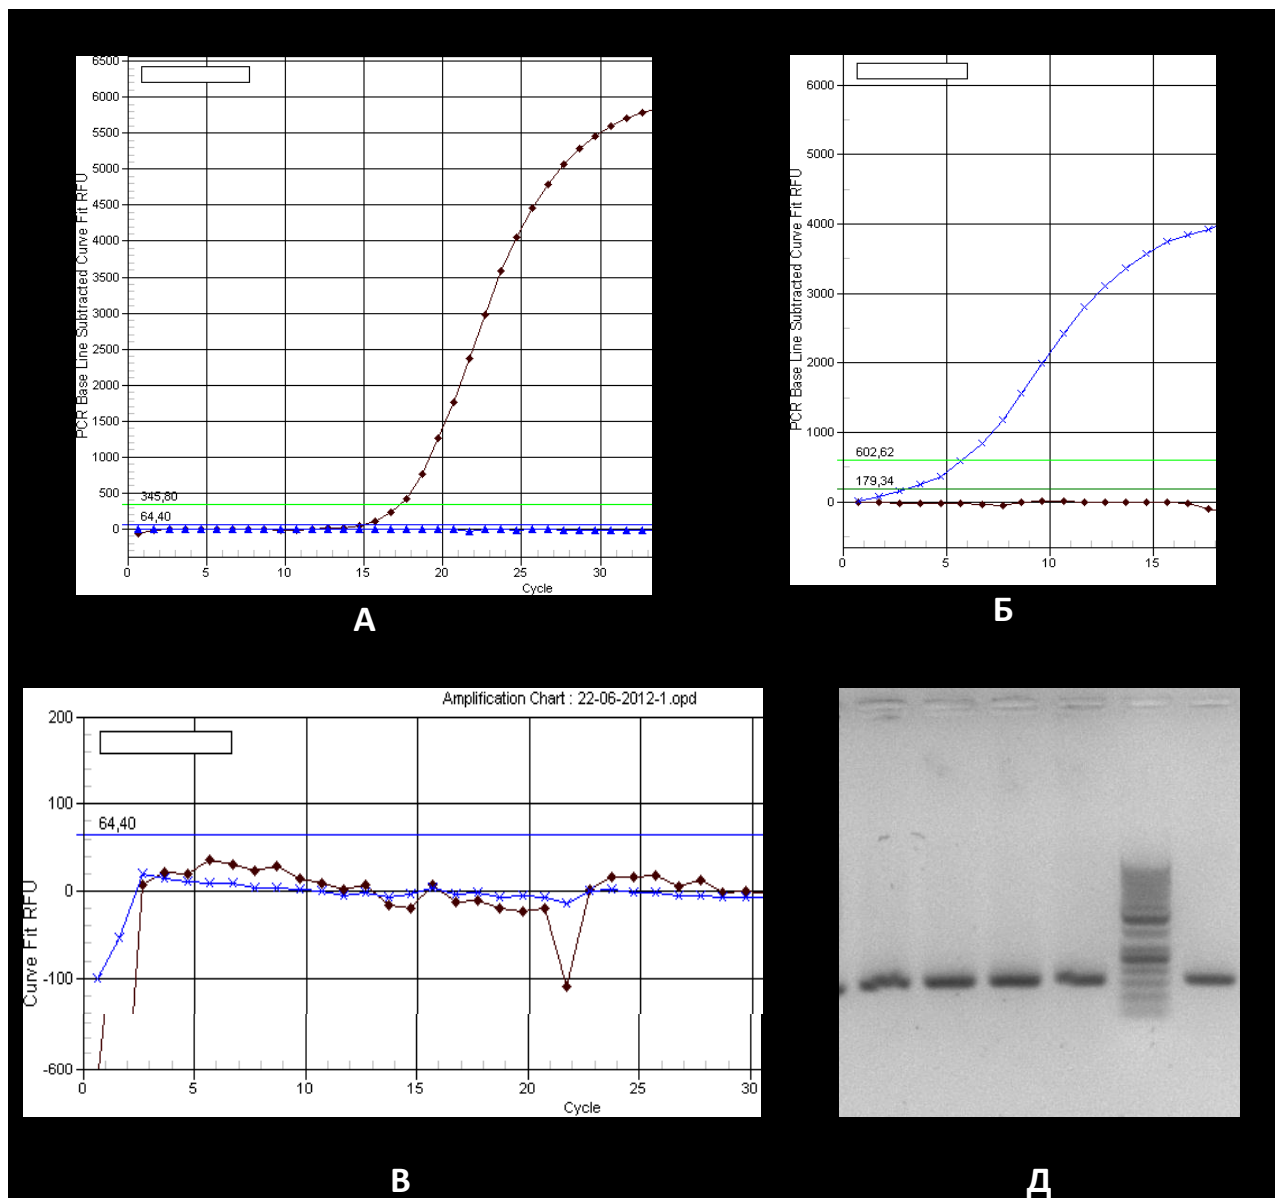 6500
6000
5500
5000
4500
4000
3500
3000
2500
2000
1500
1000
500
0
345,80
64,40
PCR Base Line Subtracted Curve Fit RFU
0 5 10 15 20 25 30
Cycle
А
6000
5000
4000
3000
2000
1000
0
602,62
179,34
PCR Base Line Subtracted Curve Fit RFU
0 5 10 15
Б
Amplification Chart : 22-06-2012-1.opd
200
100
64,40
0
-100
-600
Curve Fit RFU
0 5 10 15 20 25 30
Cycle
В
Д